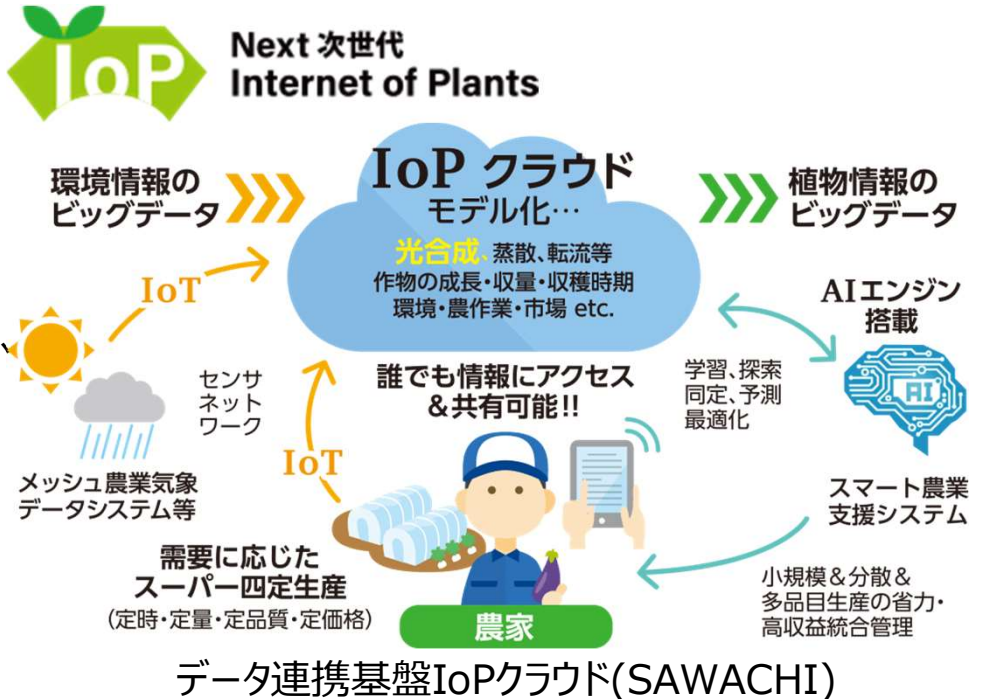 IoP
Next 次世代
Internet of Plants
環境情報の
ビッグデータ
IoP クラウド
モデル化…
光合成、蒸散、転流等
作物の成長・収量・収穫時期
環境・農作業・市場 etc.
植物情報の
ビッグデータ
IoT
AIエンジン
搭載
AI
センサ
ネット
ワーク
誰でも情報にアクセス
&共有可能!!
学習、探索
同定、予測
最適化
IoT
メッシュ農業気象
データシステム等
スマート農業
支援システム
需要に応じた
スーパー四定生産
(定時・定量・定品質・定価格)
農家
小規模&分散&
多品目生産の省力・
高収益統合管理
データ連携基盤IoPクラウド(SAWACHI)